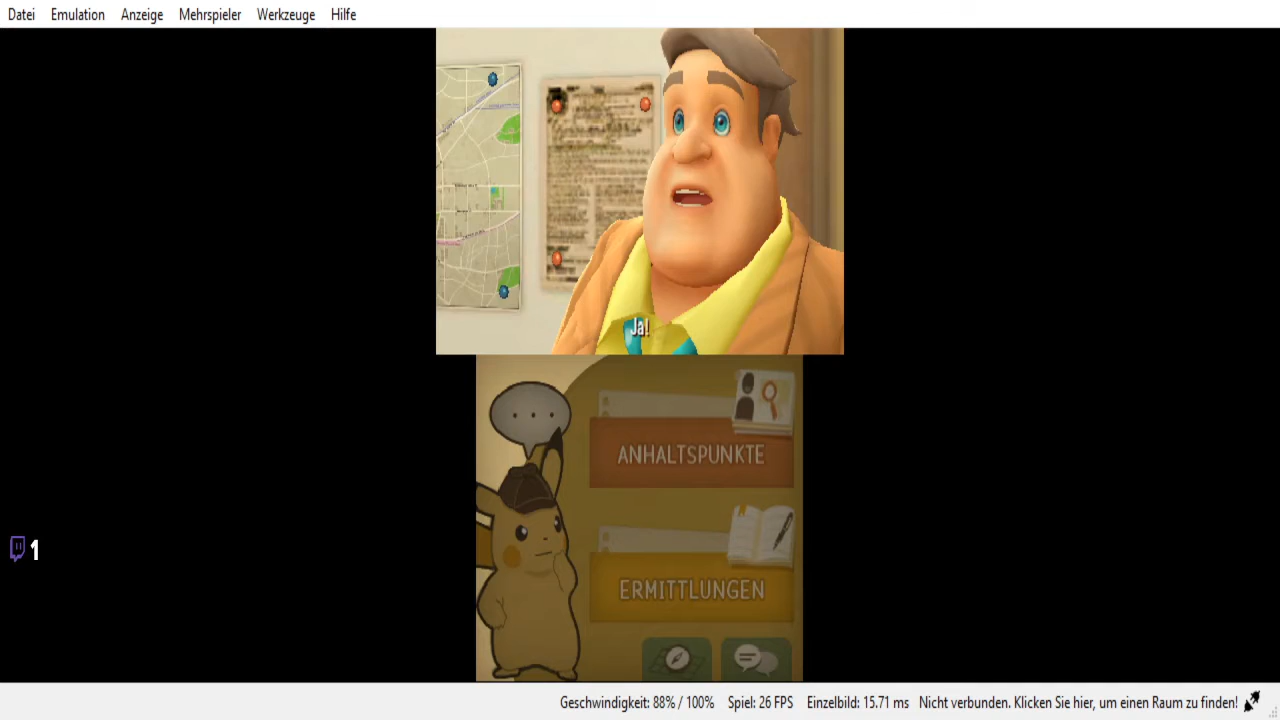 Datei Emulation Anzeige Mehrspieler Werkzeuge Hilfe
Ja!
ANHALTSPUNKTE
ERMITTLUNGEN
1
Geschwindigkeit: 88% / 100% Spiel: 26 FPS Einzelbild: 15.71 ms Nicht verbunden. Klicken Sie hier, um einen Raum zu finden!